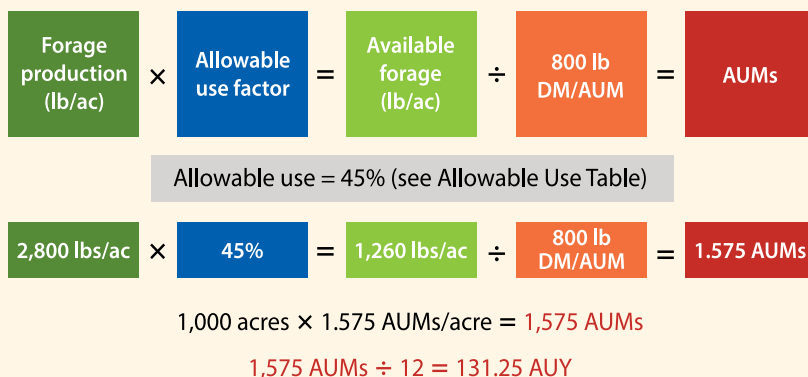 Forage production (lb/ac) × Allowable use factor = Available forage (lb/ac) ÷ 800 lb DM/AUM = AUMs
Allowable use = 45% (see Allowable Use Table)
2,800 lbs/ac × 45% = 1,260 lbs/ac ÷ 800 lb DM/AUM = 1.575 AUMs
1,000 acres × 1.575 AUMs/acre = 1,575 AUMs
1,575 AUMs ÷ 12 = 131.25 AUY